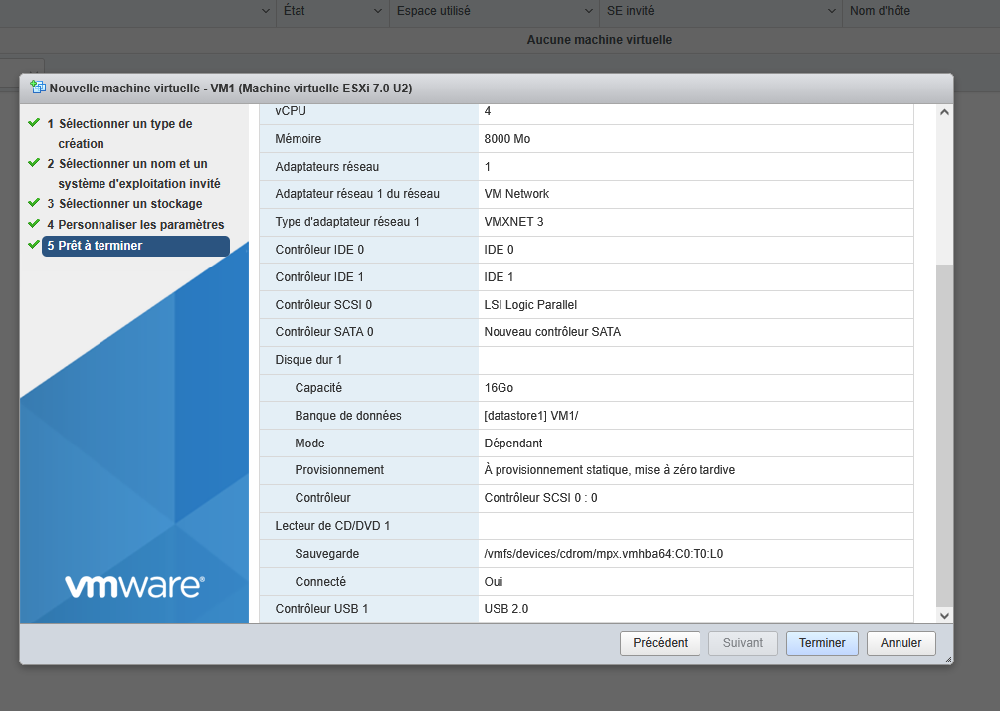 État Espace utilisé SE invité Nom d'hôte
Aucune machine virtuelle
Nouvelle machine virtuelle - VM1 (Machine virtuelle ESXi 7.0 U2)
1 Sélectionner un type de
création
2 Sélectionner un nom et un
système d'exploitation invité
3 Sélectionner un stockage
4 Personnaliser les paramètres
5 Prêt à terminer
vmware®
vCPU 4
Mémoire 8000 Mo
Adaptateurs réseau 1
Adaptateur réseau 1 du réseau VM Network
Type d'adaptateur réseau 1 VMXNET 3
Contrôleur IDE 0 IDE 0
Contrôleur IDE 1 IDE 1
Contrôleur SCSI 0 LSI Logic Parallel
Contrôleur SATA 0 Nouveau contrôleur SATA
Disque dur 1
Capacité 16Go
Banque de données [datastore1] VM1/
Mode Dépendant
Provisionnement À provisionnement statique, mise à zéro tardive
Contrôleur Contrôleur SCSI 0 : 0
Lecteur de CD/DVD 1
Sauvegarde /vmfs/devices/cdrom/mpx.vmhba64:C0:T0:L0
Connecté Oui
Contrôleur USB 1 USB 2.0
Précédent Suivant Terminer Annuler